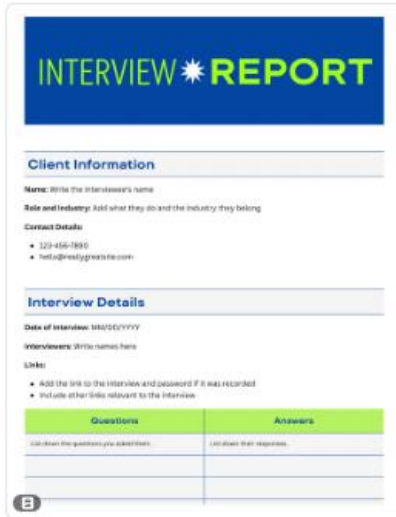 INTERVIEW REPORT
Client Information
Name: Write the interviewee's name
Role and Industry: Add what they do and the industry they belong
Contact Details:
123-456-7890
hello@reallygreatsite.com
Interview Details
Date of Interview: MM/DD/YYYY
Interviewers: Write names here
Links:
Add the link to the interview and password if it was recorded
Include other links relevant to the interview
Questions Answers
List down the questions you asked them. List down their responses.